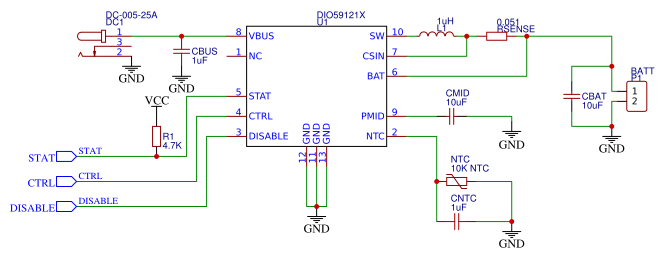 DC-005-25A
DC1
1
3
2
GND
CBUS
1uF
GND
VCC
R1
4.7K
STAT
STAT
CTRL
CTRL
DISABLE
DISABLE
DIO59121X
U1
8
VBUS
1
NC
5
STAT
4
CTRL
3
DISABLE
SW
10
CSIN
7
BAT
6
PMID
9
NTC
2
GND
GND
GND
12
11
13
GND
1uH
L1
0.051
RSENSE
CMID
10uF
GND
NTC
10K NTC
CNTC
1uF
GND
CBAT
10uF
GND
BATT
P1
1
2